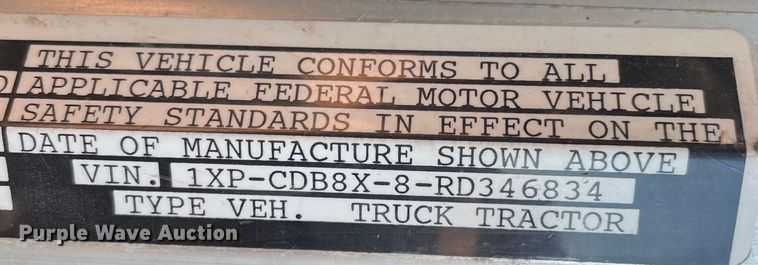 THIS VEHICLE CONFORMS TO ALL
D APPLICABLE FEDERAL MOTOR VEHICLE
SAFETY STANDARDS IN EFFECT ON THE
DATE OF MANUFACTURE SHOWN ABOVE
VIN. 1XP-CDB8X-8-RD346834
TYPE VEH. TRUCK TRACTOR
Purple Wave Auction